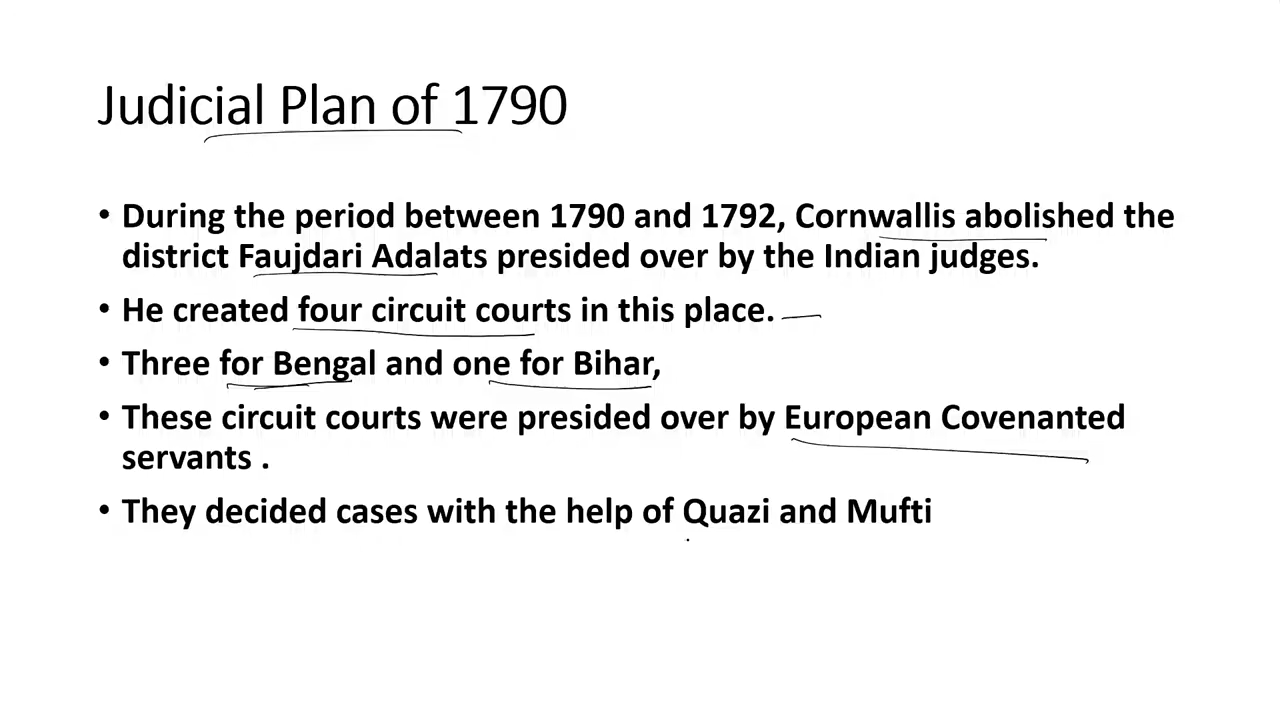 Judicial Plan of 1790
• During the period between 1790 and 1792, Cornwallis abolished the
district Faujdari Adalats presided over by the Indian judges.
• He created four circuit courts in this place.
• Three for Bengal and one for Bihar,
• These circuit courts were presided over by European Covenanted
servants .
• They decided cases with the help of Quazi and Mufti